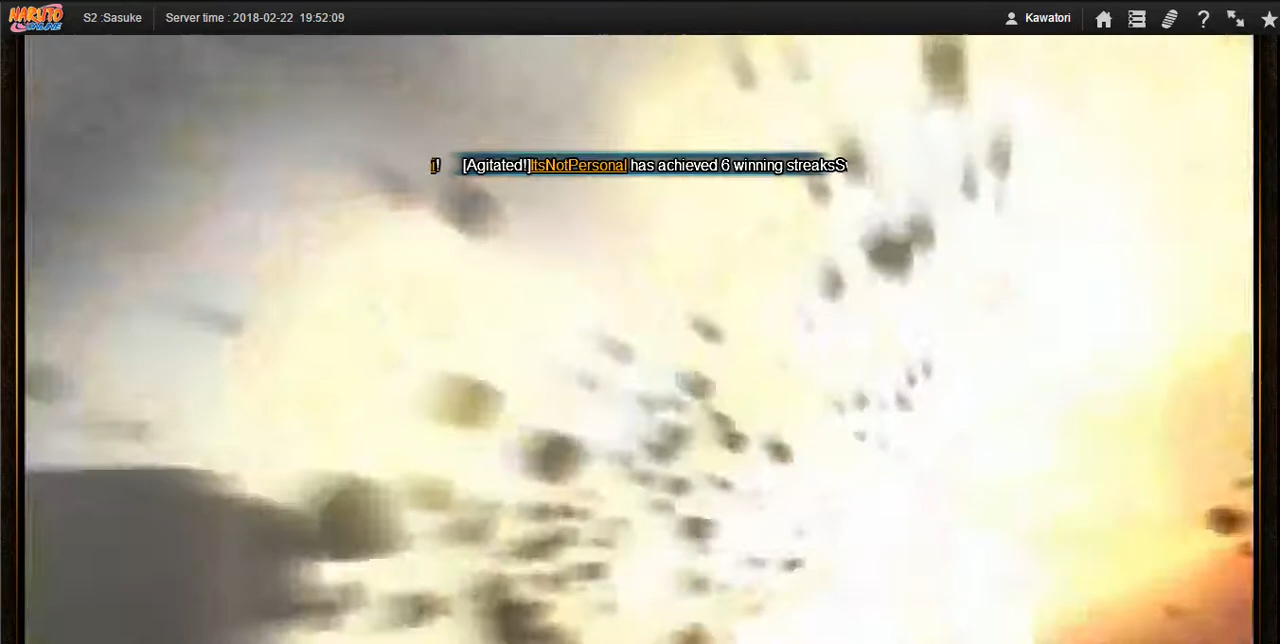 NARUTO ONLINE S2 :Sasuke Server time : 2018-02-22 19:52:09 Kawatori ?
! [Agitated!]ItsNotPersonal has achieved 6 winning streaksS